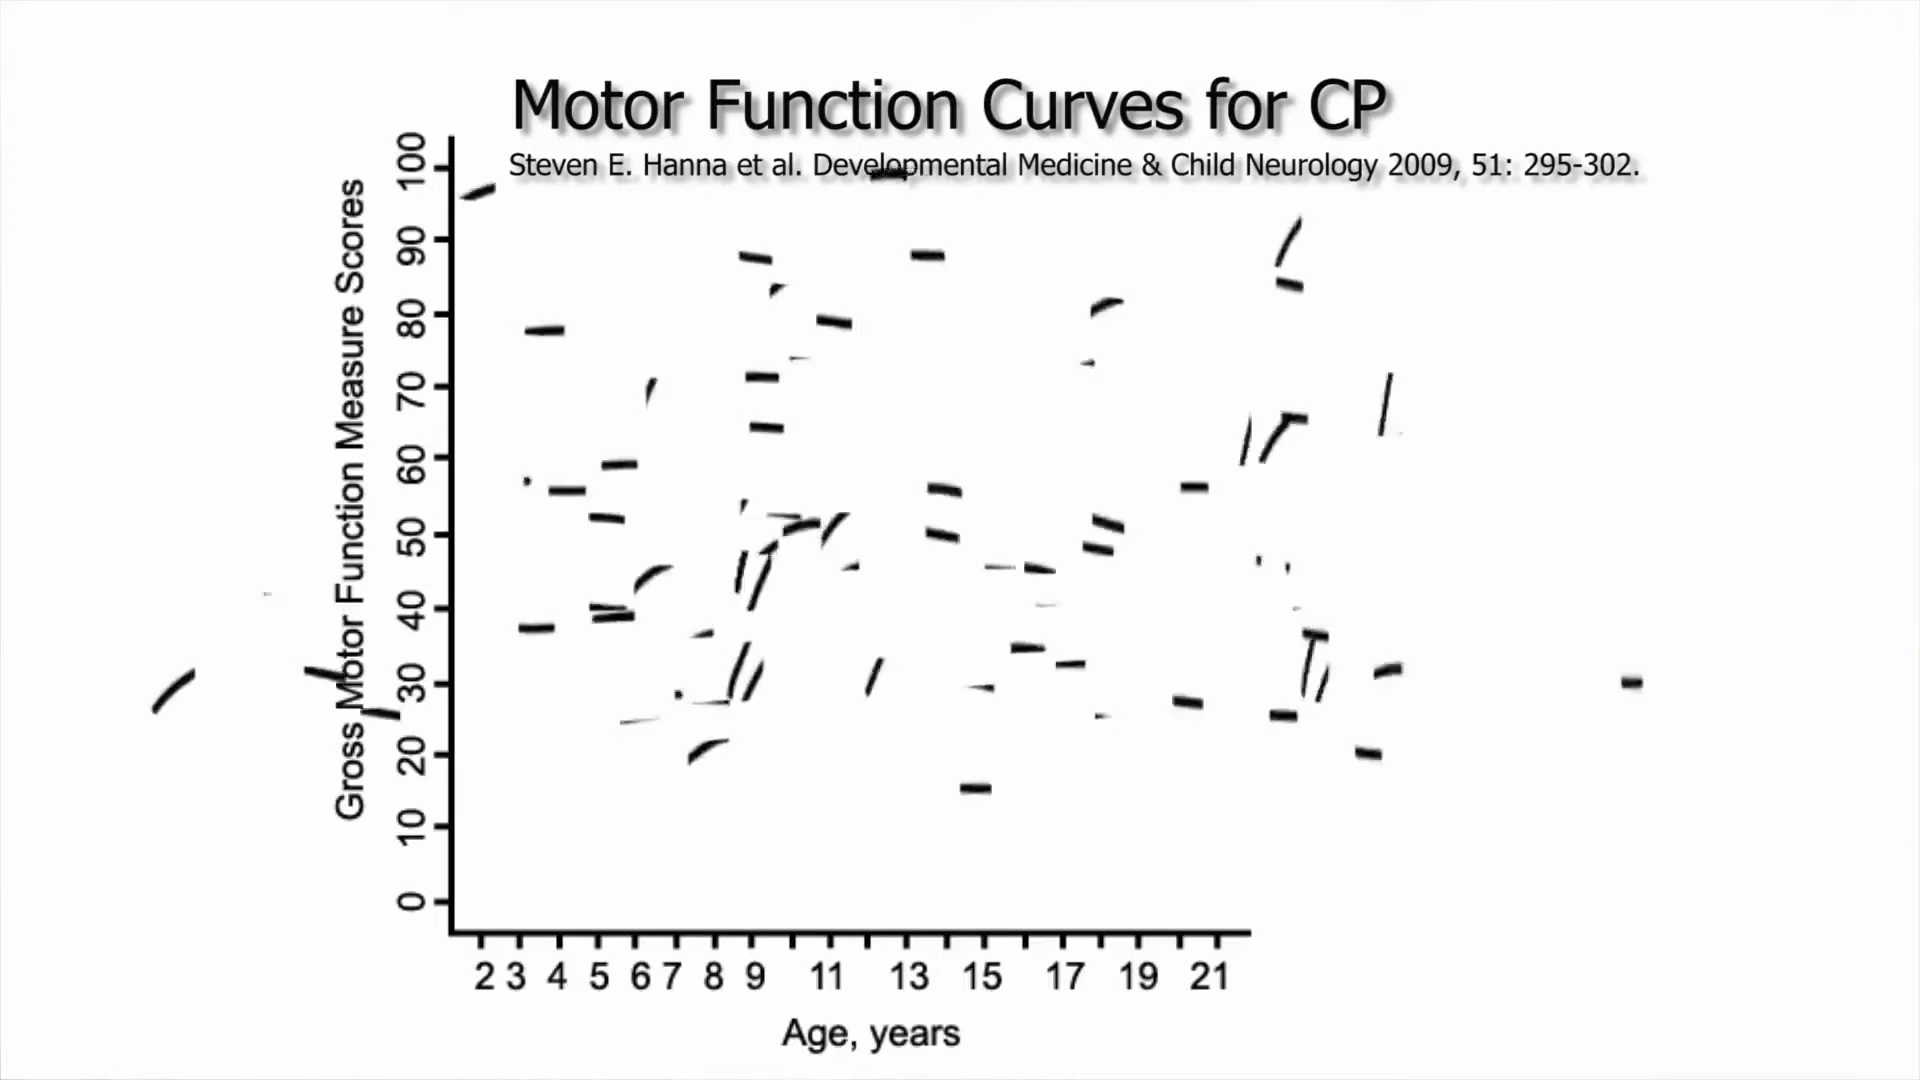 Motor Function Curves for CP
Steven E. Hanna et al. Developmental Medicine & Child Neurology 2009, 51: 295-302.
Gross Motor Function Measure Scores
100
90
80
70
60
50
40
30
20
10
0
2 3 4 5 6 7 8 9 11 13 15 17 19 21
Age, years